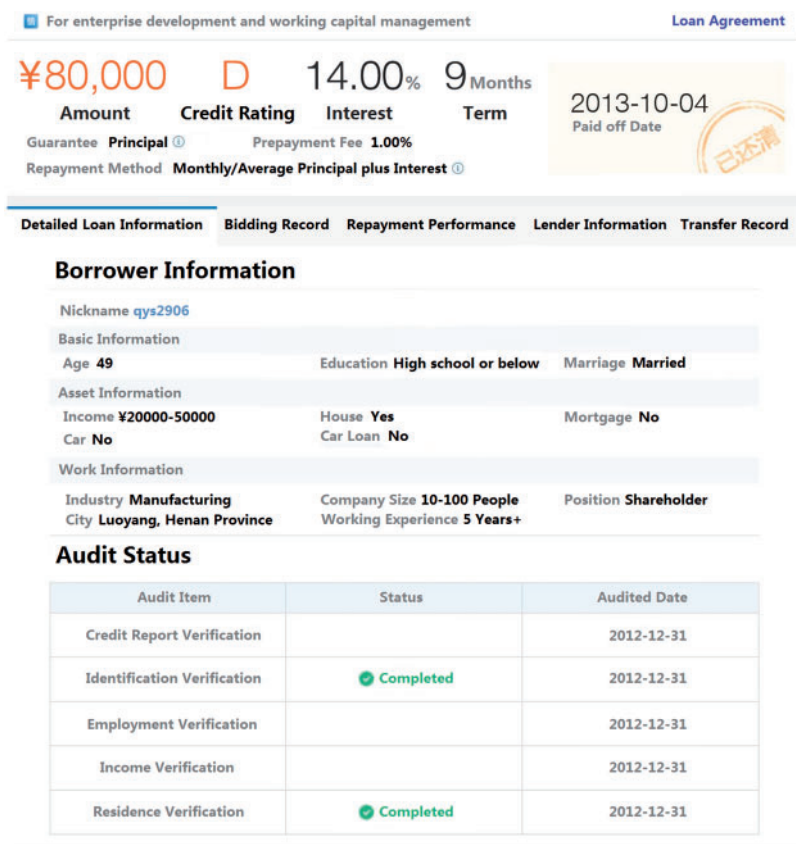 For enterprise development and working capital management Loan Agreement
¥80,000 D 14.00% 9 Months
Amount Credit Rating Interest Term
2013-10-04
Paid off Date
已还清
Guarantee Principal Prepayment Fee 1.00%
Repayment Method Monthly/Average Principal plus Interest
Detailed Loan Information Bidding Record Repayment Performance Lender Information Transfer Record
Borrower Information
Nickname qys2906
Basic Information
Age 49 Education High school or below Marriage Married
Asset Information
Income ¥20000-50000 House Yes Mortgage No
Car No Car Loan No
Work Information
Industry Manufacturing Company Size 10-100 People Position Shareholder
City Luoyang, Henan Province Working Experience 5 Years+
Audit Status
Audit Item Status Audited Date
Credit Report Verification 2012-12-31
Identification Verification Completed 2012-12-31
Employment Verification 2012-12-31
Income Verification 2012-12-31
Residence Verification Completed 2012-12-31